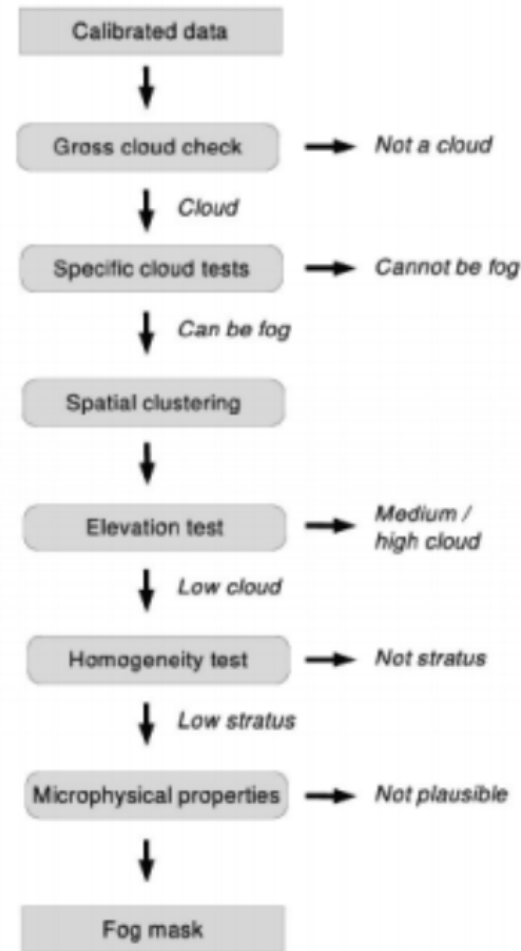 Calibrated data
Gross cloud check
Not a cloud
Cloud
Specific cloud tests
Cannot be fog
Can be fog
Spatial clustering
Elevation test
Medium /
high cloud
Low cloud
Homogeneity test
Not stratus
Low stratus
Microphysical properties
Not plausible
Fog mask